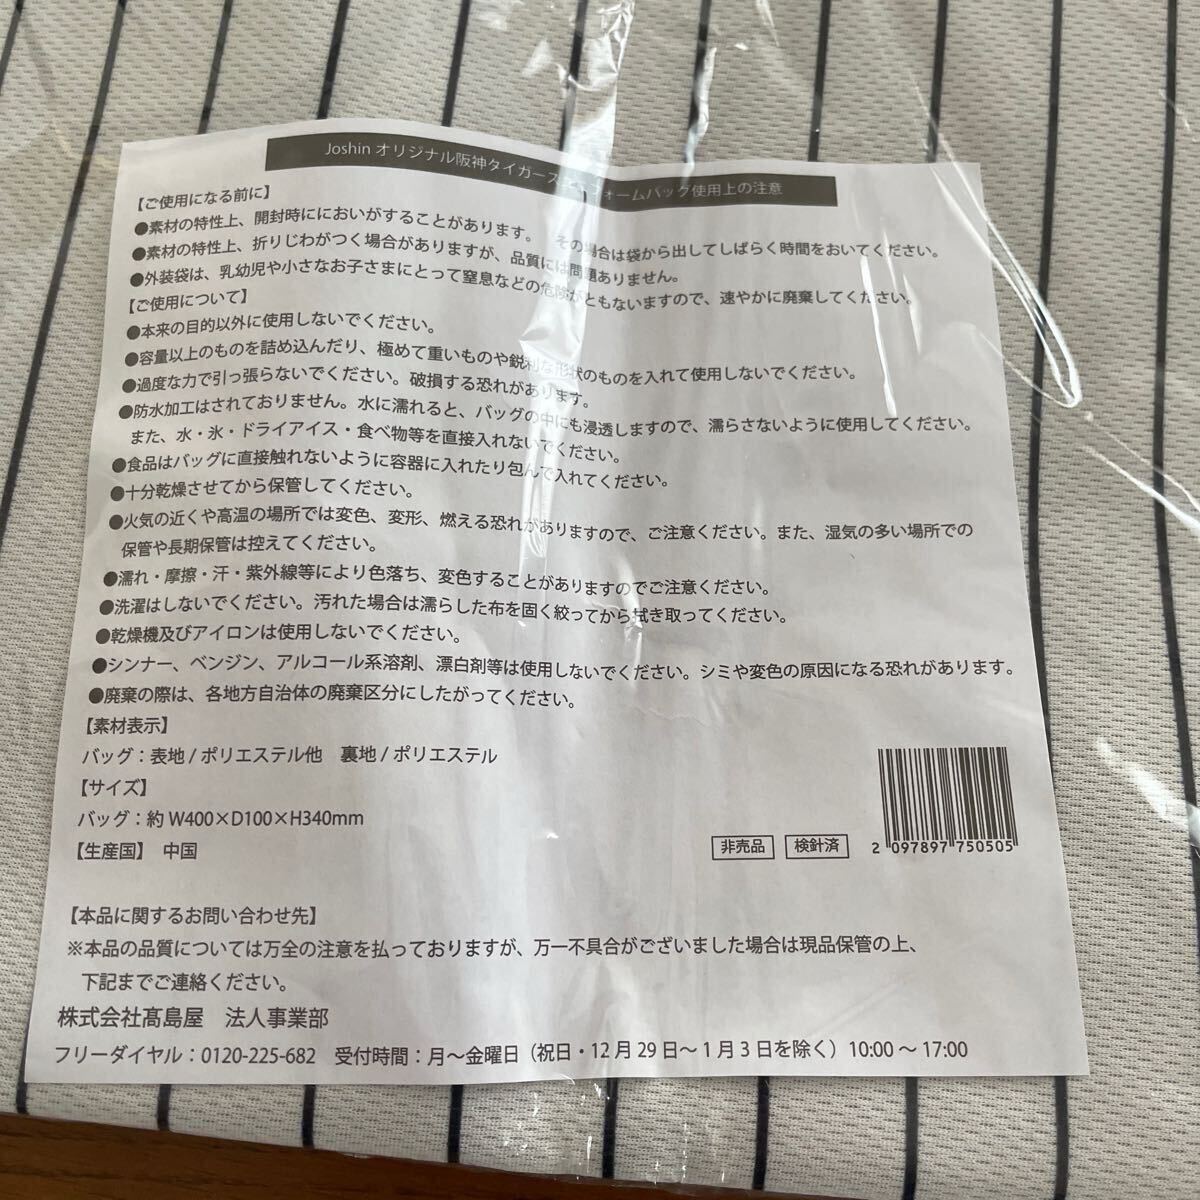 Joshin オリジナル阪神タイガース フォームバッグ使用上の注意
【ご使用になる前に】
●素材の特性上、開封時ににおいがすることがあります。 その場合は袋から出してしばらく時間をおいてください。
●素材の特性上、折りじわがつく場合がありますが、品質には問題ありません。
●外装袋は、乳幼児や小さなお子さまにとって窒息などの危険がともないますので、速やかに廃棄してください。
【ご使用について】
●本来の目的以外に使用しないでください。
●容量以上のものを詰め込んだり、極めて重いものや鋭利な形状のものを入れて使用しないでください。
●過度な力で引っ張らないでください。破損する恐れがあります。
●防水加工はされておりません。水に濡れると、バッグの中にも浸透しますので、濡らさないように使用してください。
また、水・氷・ドライアイス・食べ物等を直接入れないでください。
●食品はバッグに直接触れないように容器に入れたり包んで入れてください。
●十分乾燥させてから保管してください。
●火気の近くや高温の場所では変色、変形、燃える恐れがありますので、ご注意ください。また、湿気の多い場所での
保管や長期保管は控えてください。
●濡れ・摩擦・汗・紫外線等により色落ち、変色することがありますのでご注意ください。
●洗濯はしないでください。汚れた場合は濡らした布を固く絞ってから拭き取ってください。
●乾燥機及びアイロンは使用しないでください。
●シンナー、ベンジン、アルコール系溶剤、漂白剤等は使用しないでください。シミや変色の原因になる恐れがあります。
●廃棄の際は、各地方自治体の廃棄区分にしたがってください。
【素材表示】
バッグ：表地 / ポリエステル他 裏地 / ポリエステル
【サイズ】
バッグ：約 W400×D100×H340mm
【生産国】 中国
非売品 検針済 2 097897 750505
【本品に関するお問い合わせ先】
※本品の品質については万全の注意を払っておりますが、万一不具合がございました場合は現品保管の上、
下記までご連絡ください。
株式会社髙島屋 法人事業部
フリーダイヤル：0120-225-682 受付時間：月～金曜日（祝日・12月29日～1月3日を除く）10:00～17:00